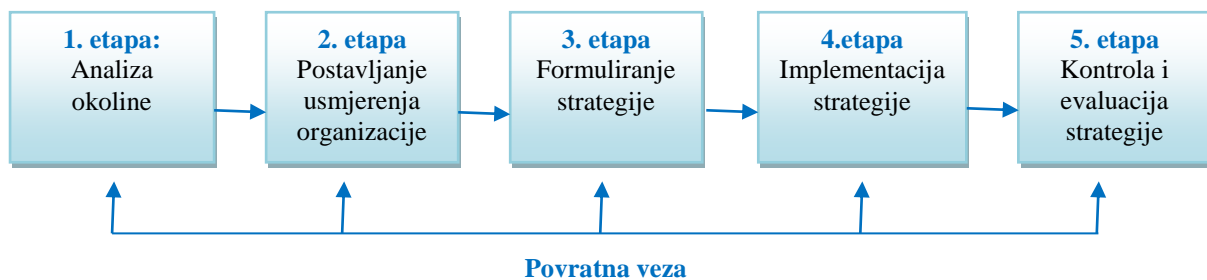 1. etapa:
Analiza
okoline
2. etapa
Postavljanje
usmjerenja
organizacije
3. etapa
Formuliranje
strategije
4.etapa
Implementacija
strategije
5. etapa
Kontrola i
evaluacija
strategije
Povratna veza